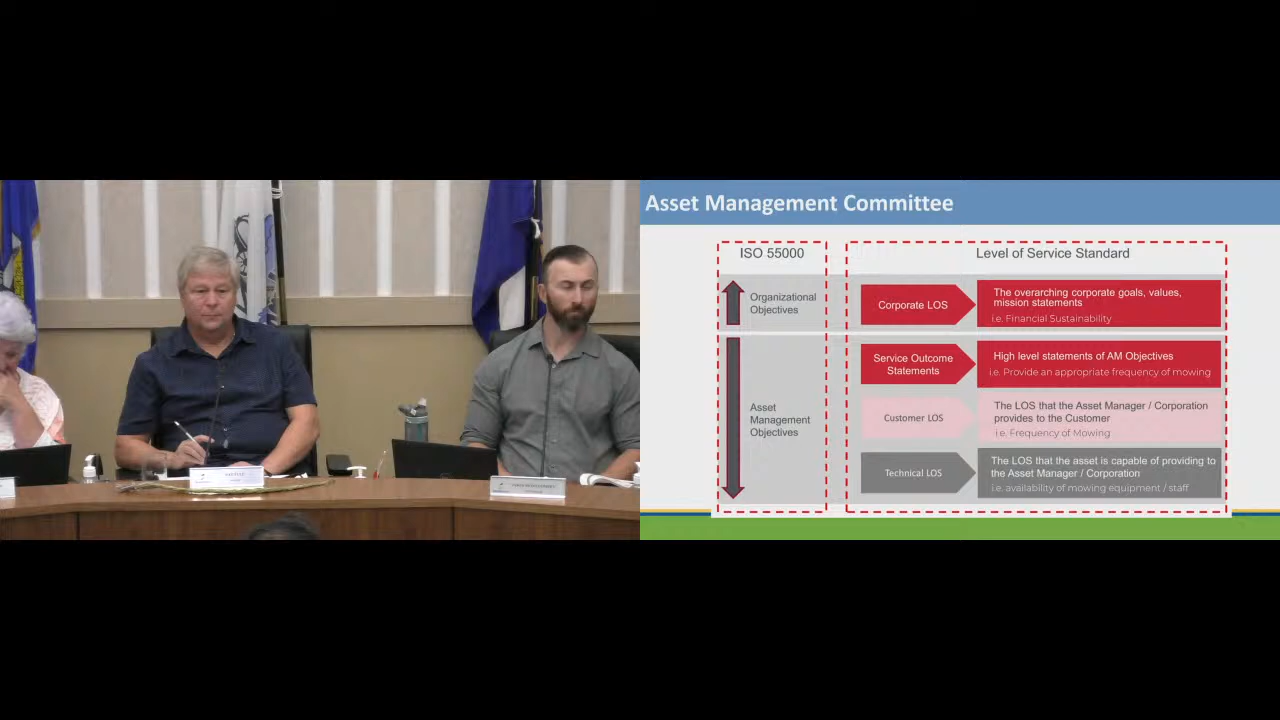 Asset Management Committee
ISO 55000
Level of Service Standard
Organizational
Objectives
Corporate LOS
The overarching corporate goals, values,
mission statements
i.e. Financial Sustainability
Service Outcome
Statements
High level statements of AM Objectives
i.e. Provide an appropriate frequency of mowing
Asset
Management
Objectives
Customer LOS
The LOS that the Asset Manager / Corporation
provides to the Customer
i.e. Frequency of Mowing
Technical LOS
The LOS that the asset is capable of providing to
the Asset Manager / Corporation
i.e. availability of mowing equipment / staff